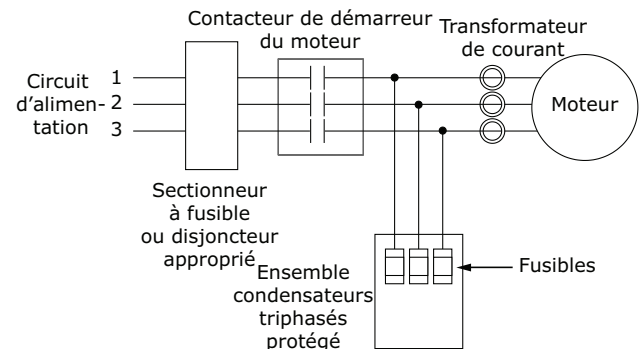 Contacteur de démarreur
du moteur
Transformateur
de courant
Circuit
d'alimen-
tation
1
2
3
Moteur
Sectionneur
à fusible
ou disjoncteur
approprié
Ensemble
condensateurs
triphasés
protégé
Fusibles